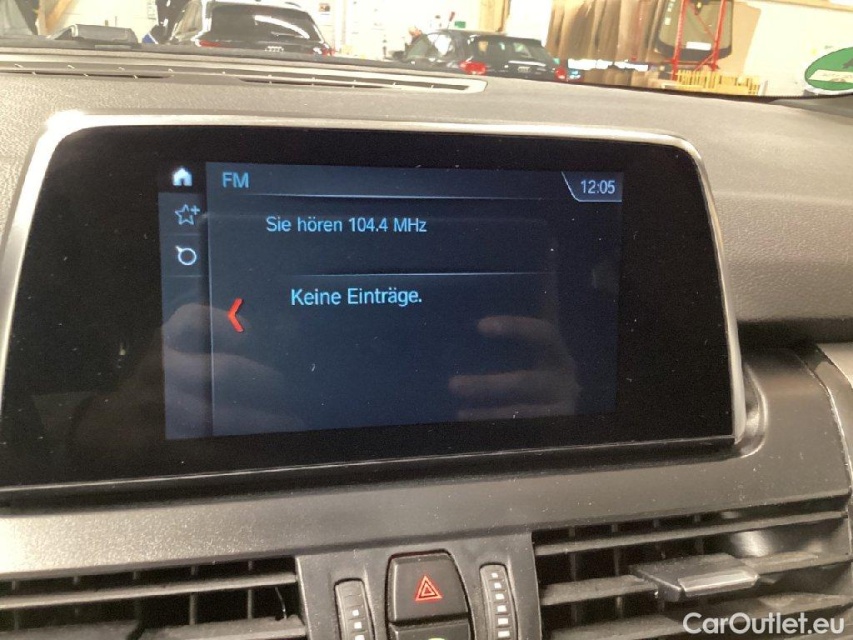 FM
12:05
Sie hören 104.4 MHz
Keine Einträge.
CarOutlet.eu